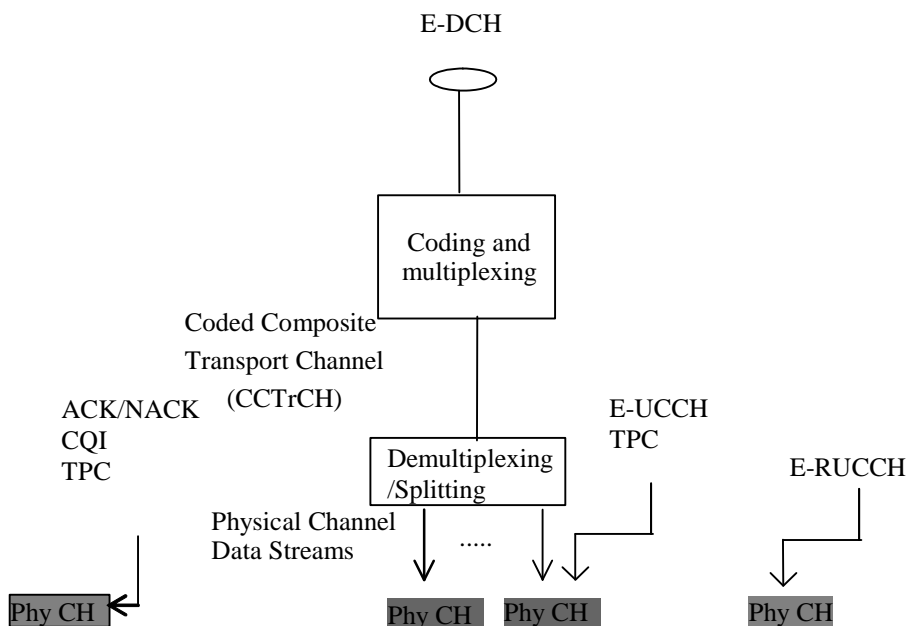 E-DCH
Coding and
multiplexing
Coded Composite
Transport Channel
(CCTrCH)
ACK/NACK
CQI
TPC
E-UCCH
TPC
E-RUCCH
Demultiplexing
/Splitting
Physical Channel
Data Streams
.....
Phy CH
Phy CH
Phy CH
Phy CH